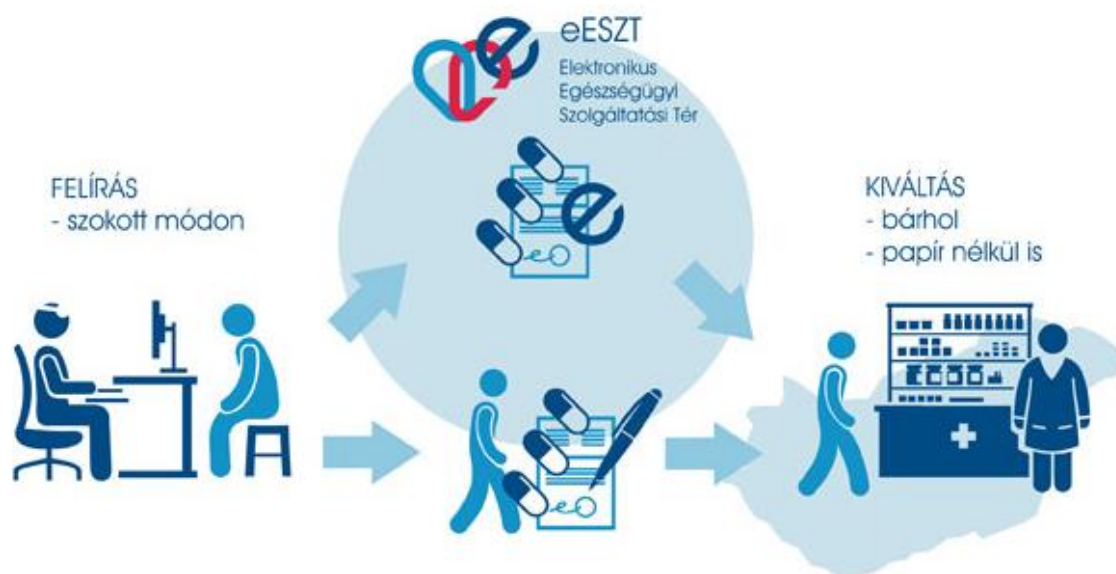 eESZT
Elektronikus
Egészségügyi
Szolgáltatási Tér
FELÍRÁS
- szokott módon
KIVÁLTÁS
- bárhol
- papír nélkül is